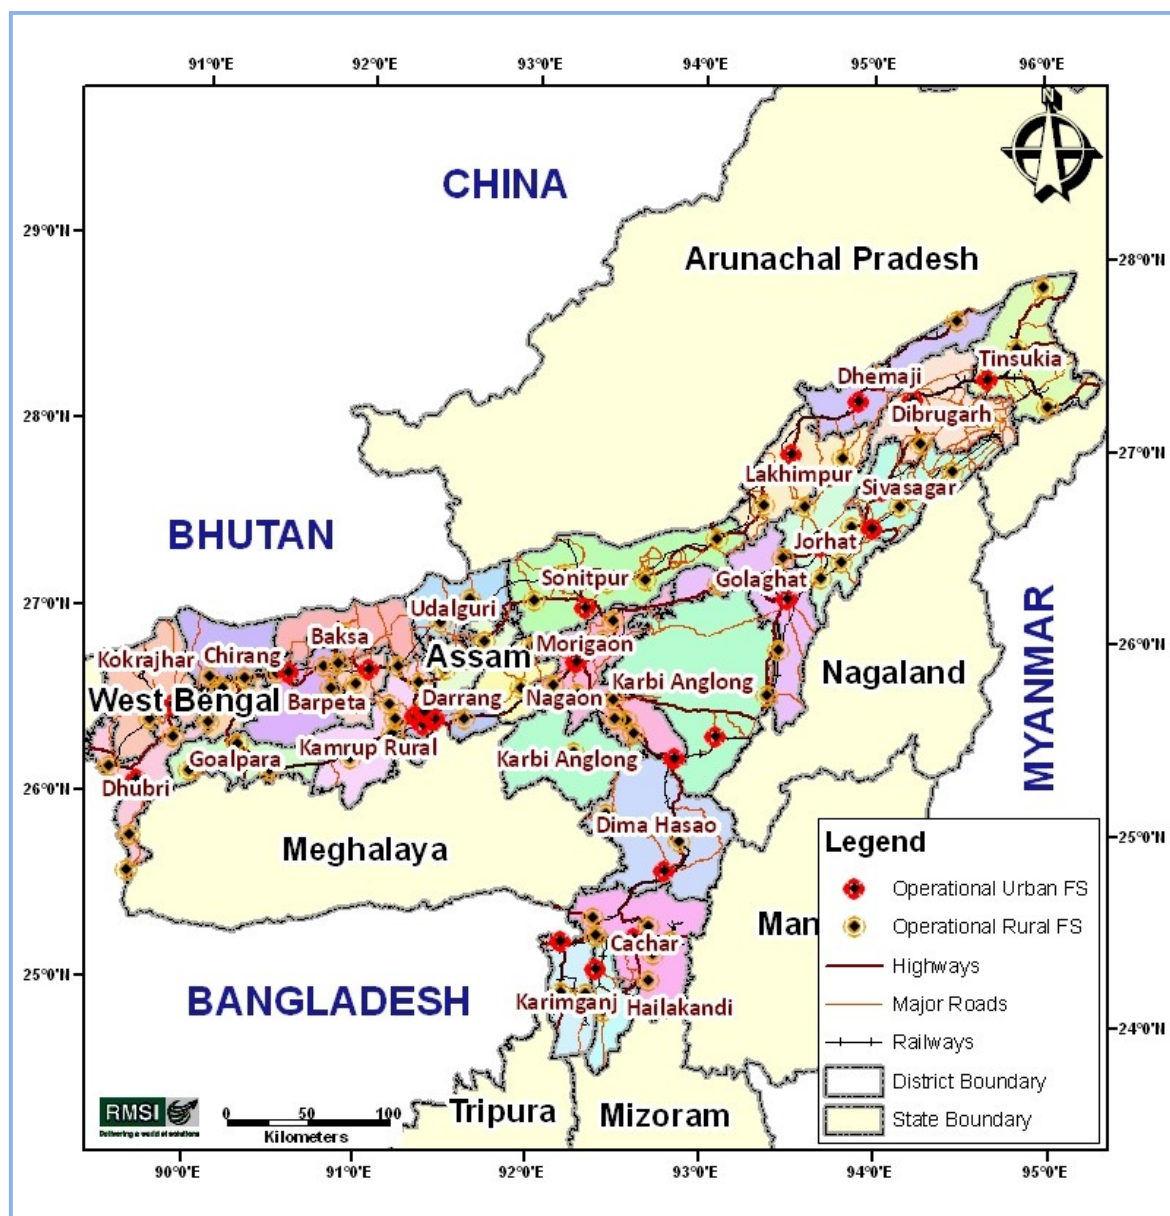 91°0'E 92°0'E 93°0'E 94°0'E 95°0'E 96°0'E
N
CHINA
29°0'N
Arunachal Pradesh
28°0'N
Tinsukia
Dhemaji
28°0'N
Dibrugarh
27°0'N
Lakhimpur
Sivasagar
BHUTAN
Jorhat
Sonitpur
Golaghat
27°0'N
Udalguri
Baksa
Morigaon
26°0'N
Kokrajhar
Chirang
Assam
Nagaland
MYANMAR
Karbi Anglong
West Bengal
Barpeta
Darrang
Nagaon
Kamrup Rural
Goalpara
Karbi Anglong
Dhubri
26°0'N
Dima Hasao
25°0'N
Meghalaya
Legend
Operational Urban FS
Operational Rural FS
Man
Cachar
Highways
25°0'N
BANGLADESH
Karimganj
Hailakandi
Major Roads
24°0'N
Railways
District Boundary
RMSI
Delivering a world of solutions
0 50 100
Kilometers
Tripura
Mizoram
State Boundary
90°0'E 91°0'E 92°0'E 93°0'E 94°0'E 95°0'E